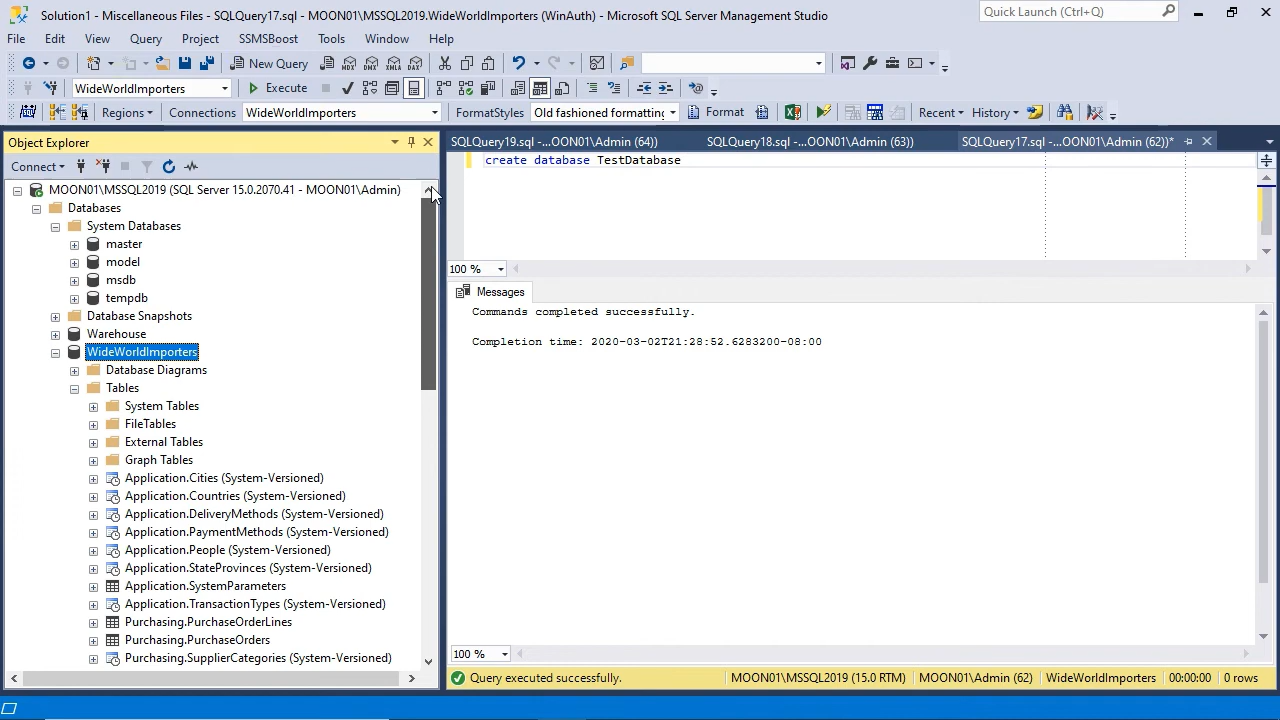 Solution1 - Miscellaneous Files - SQLQuery17.sql - MOON01\MSSQL2019.WideWorldImporters (WinAuth) - Microsoft SQL Server Management Studio
Quick Launch (Ctrl+Q)
File Edit View Query Project SSMSBoost Tools Window Help
New Query
MDX DMX XMLA DAX
WideWorldImporters Execute
Regions Connections WideWorldImporters FormatStyles Old fashioned formatting Format Recent History
Object Explorer
SQLQuery19.sql -...OON01\Admin (64))
SQLQuery18.sql -...OON01\Admin (63))
SQLQuery17.sql -...OON01\Admin (62))*
Connect
create database TestDatabase
MOON01\MSSQL2019 (SQL Server 15.0.2070.41 - MOON01\Admin)
Databases
System Databases
master
model
msdb
tempdb
Database Snapshots
Warehouse
WideWorldImporters
Database Diagrams
Tables
System Tables
FileTables
External Tables
Graph Tables
Application.Cities (System-Versioned)
Application.Countries (System-Versioned)
Application.DeliveryMethods (System-Versioned)
Application.PaymentMethods (System-Versioned)
Application.People (System-Versioned)
Application.StateProvinces (System-Versioned)
Application.SystemParameters
Application.TransactionTypes (System-Versioned)
Purchasing.PurchaseOrderLines
Purchasing.PurchaseOrders
Purchasing.SupplierCategories (System-Versioned)
100 %
Messages
Commands completed successfully.
Completion time: 2020-03-02T21:28:52.6283200-08:00
100 %
Query executed successfully.
MOON01\MSSQL2019 (15.0 RTM) MOON01\Admin (62) WideWorldImporters 00:00:00 0 rows